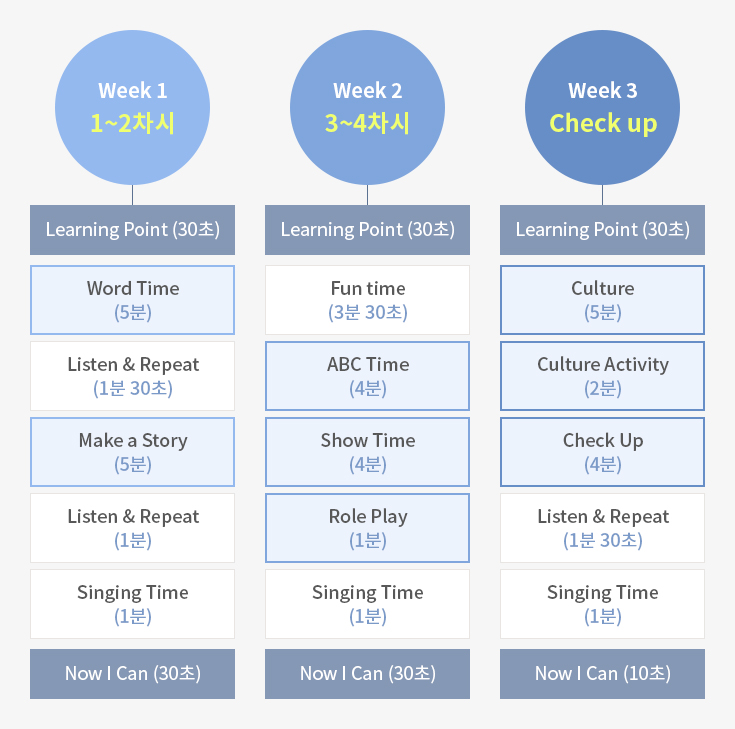 Week 1
1~2차시
Learning Point (30초)
Word Time
(5분)
Listen & Repeat
(1분 30초)
Make a Story
(5분)
Listen & Repeat
(1분)
Singing Time
(1분)
Now I Can (30초)
Week 2
3~4차시
Learning Point (30초)
Fun time
(3분 30초)
ABC Time
(4분)
Show Time
(4분)
Role Play
(1분)
Singing Time
(1분)
Now I Can (30초)
Week 3
Check up
Learning Point (30초)
Culture
(5분)
Culture Activity
(2분)
Check Up
(4분)
Listen & Repeat
(1분 30초)
Singing Time
(1분)
Now I Can (10초)